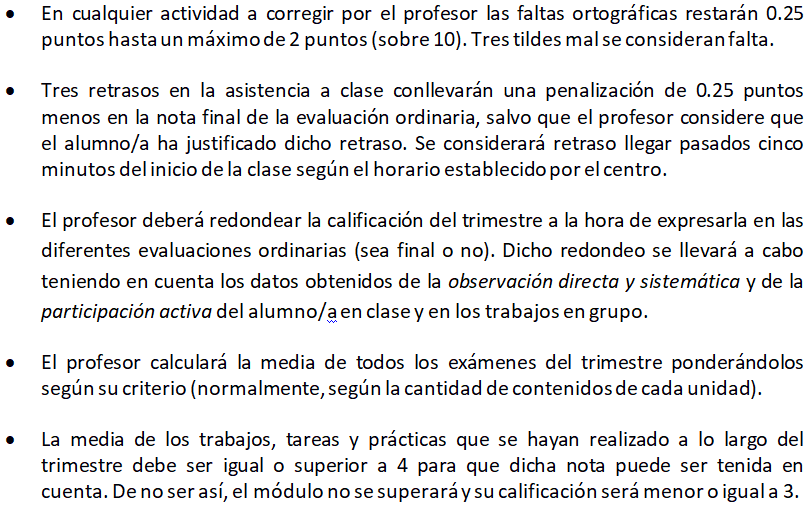 • En cualquier actividad a corregir por el profesor las faltas ortográficas restarán 0.25
puntos hasta un máximo de 2 puntos (sobre 10). Tres tildes mal se consideran falta.
• Tres retrasos en la asistencia a clase conllevarán una penalización de 0.25 puntos
menos en la nota final de la evaluación ordinaria, salvo que el profesor considere que
el alumno/a ha justificado dicho retraso. Se considerará retraso llegar pasados cinco
minutos del inicio de la clase según el horario establecido por el centro.
• El profesor deberá redondear la calificación del trimestre a la hora de expresarla en las
diferentes evaluaciones ordinarias (sea final o no). Dicho redondeo se llevará a cabo
teniendo en cuenta los datos obtenidos de la observación directa y sistemática y de la
participación activa del alumno/a en clase y en los trabajos en grupo.
• El profesor calculará la media de todos los exámenes del trimestre ponderándolos
según su criterio (normalmente, según la cantidad de contenidos de cada unidad).
• La media de los trabajos, tareas y prácticas que se hayan realizado a lo largo del
trimestre debe ser igual o superior a 4 para que dicha nota puede ser tenida en
cuenta. De no ser así, el módulo no se superará y su calificación será menor o igual a 3.